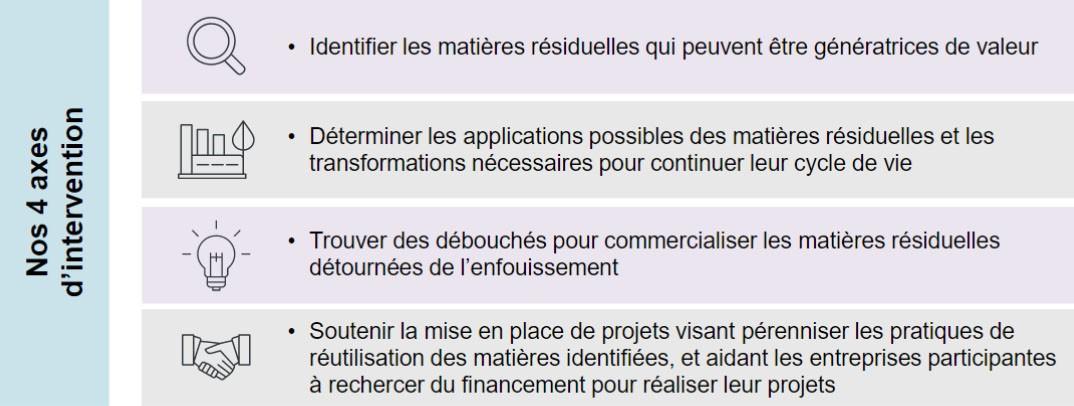 Nos 4 axes
d'intervention
• Identifier les matières résiduelles qui peuvent être génératrices de valeur
• Déterminer les applications possibles des matières résiduelles et les
transformations nécessaires pour continuer leur cycle de vie
• Trouver des débouchés pour commercialiser les matières résiduelles
détournées de l'enfouissement
• Soutenir la mise en place de projets visant pérenniser les pratiques de
réutilisation des matières identifiées, et aidant les entreprises participantes
à rechercer du financement pour réaliser leur projets